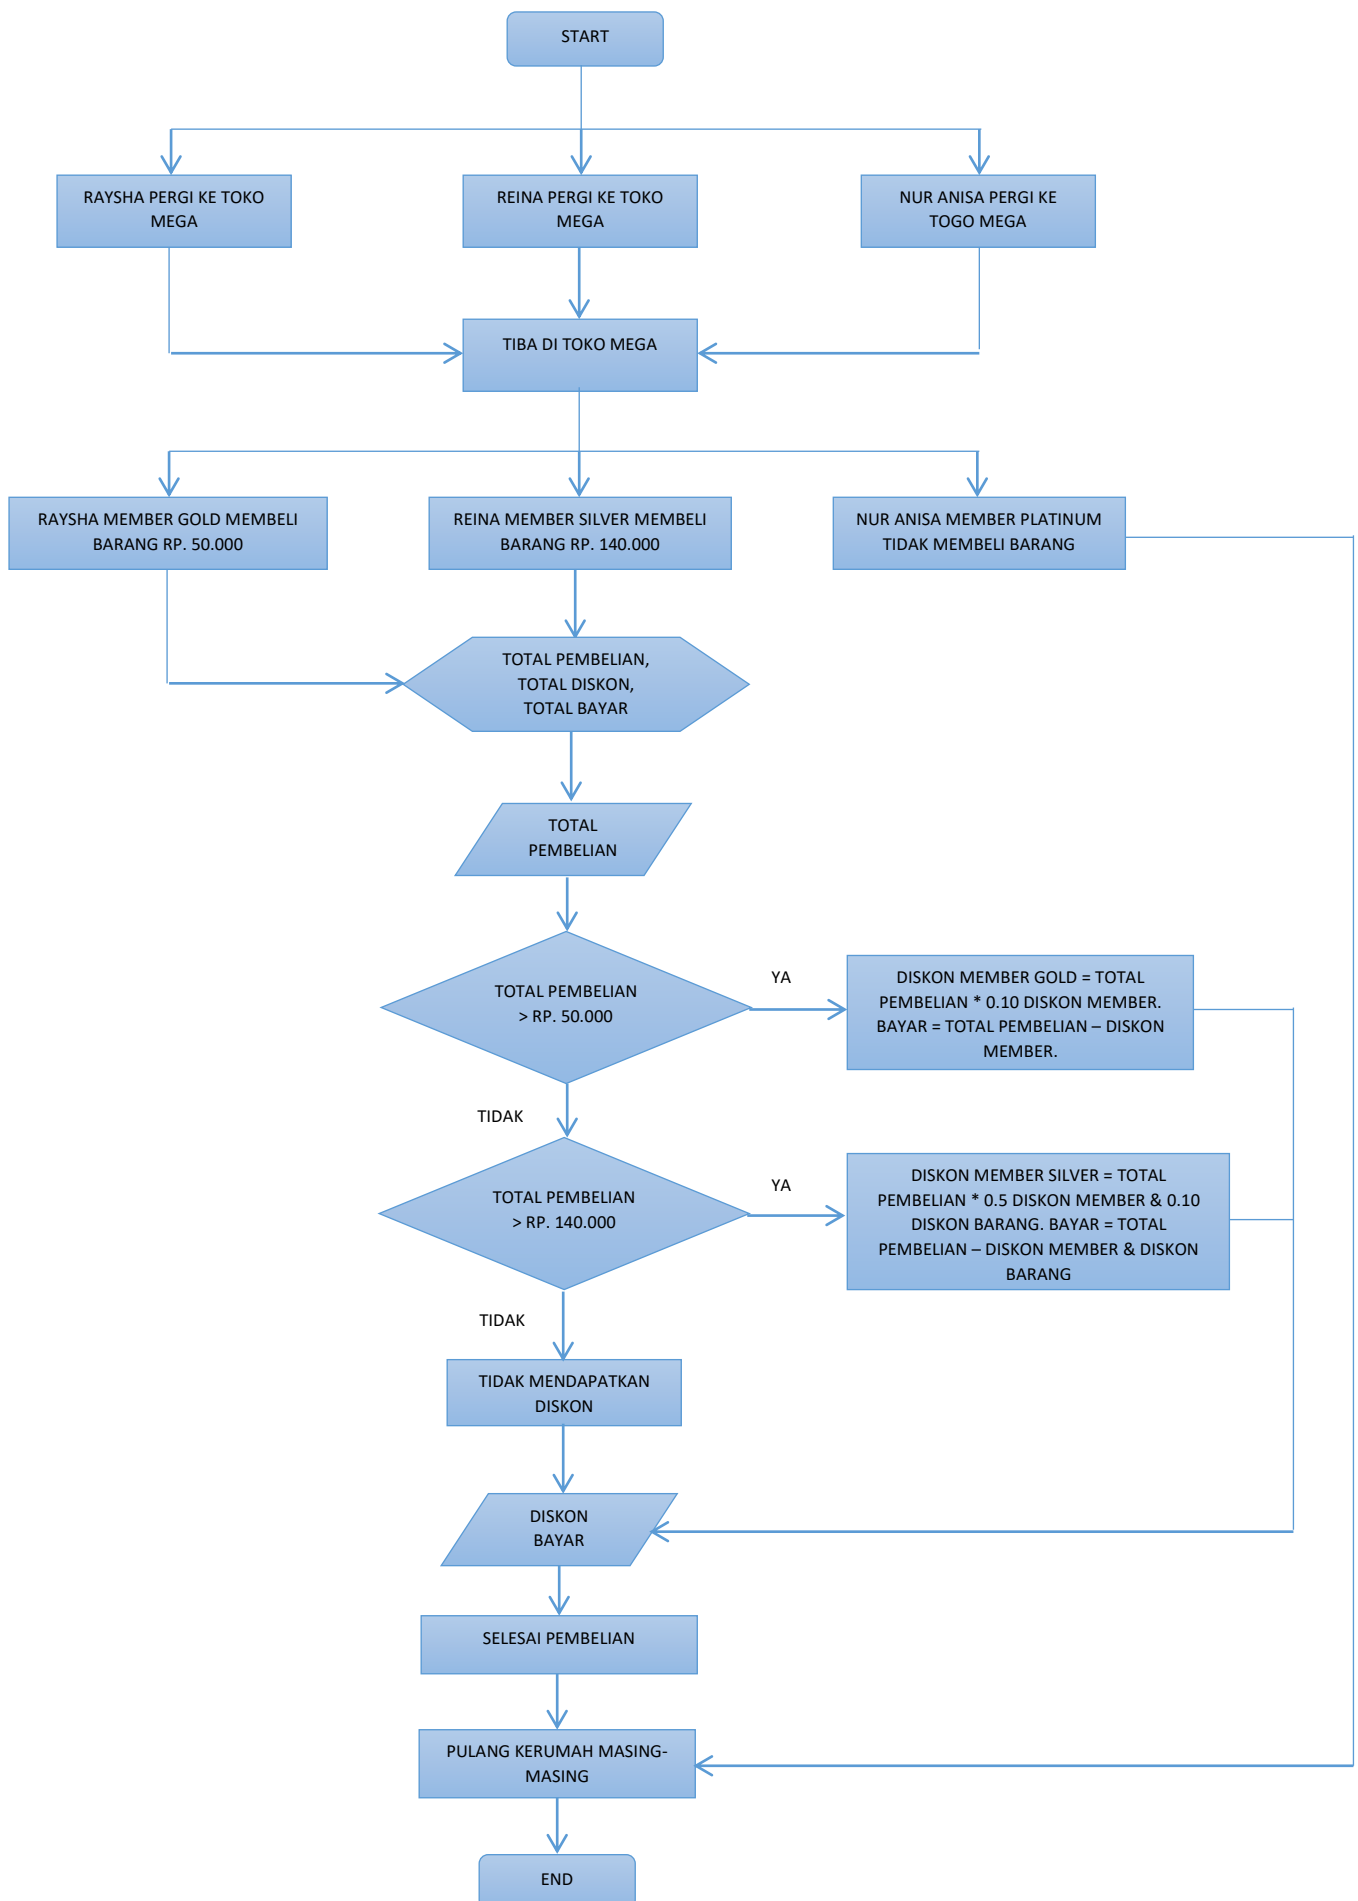 START
RAYSHA PERGI KE TOKO
MEGA
REINA PERGI KE TOKO
MEGA
NUR ANISA PERGI KE
TOGO MEGA
TIBA DI TOKO MEGA
RAYSHA MEMBER GOLD MEMBELI
BARANG RP. 50.000
REINA MEMBER SILVER MEMBELI
BARANG RP. 140.000
NUR ANISA MEMBER PLATINUM
TIDAK MEMBELI BARANG
TOTAL PEMBELIAN,
TOTAL DISKON,
TOTAL BAYAR
TOTAL
PEMBELIAN
TOTAL PEMBELIAN
> RP. 50.000
YA
DISKON MEMBER GOLD = TOTAL
PEMBELIAN * 0.10 DISKON MEMBER.
BAYAR = TOTAL PEMBELIAN – DISKON
MEMBER.
TIDAK
TOTAL PEMBELIAN
> RP. 140.000
YA
DISKON MEMBER SILVER = TOTAL
PEMBELIAN * 0.5 DISKON MEMBER & 0.10
DISKON BARANG. BAYAR = TOTAL
PEMBELIAN – DISKON MEMBER & DISKON
BARANG
TIDAK
TIDAK MENDAPATKAN
DISKON
DISKON
BAYAR
SELESAI PEMBELIAN
PULANG KERUMAH MASING-
MASING
END